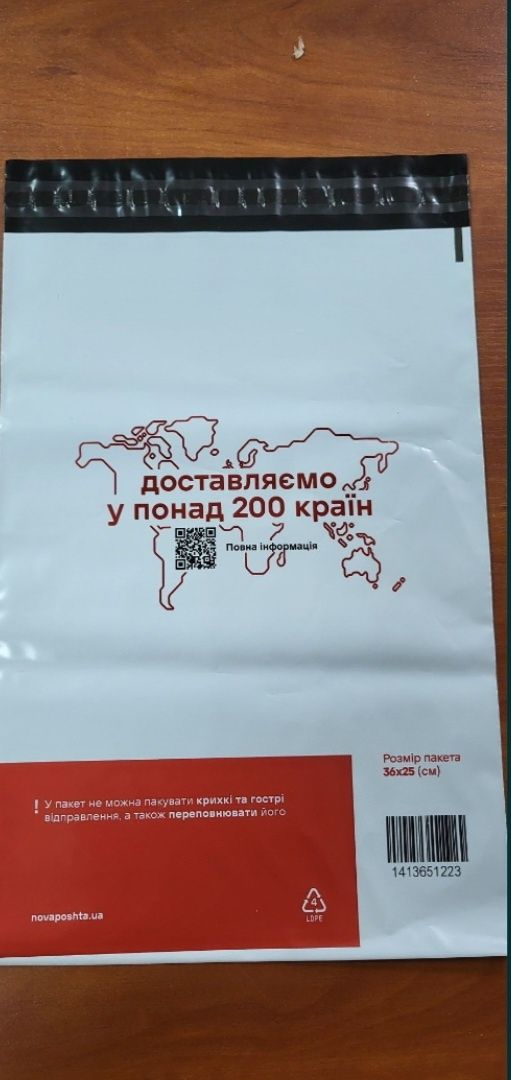 доставляємо
у понад 200 країн
Повна інформація
Розмір пакета
36x25 (см)
! У пакет не можна пакувати крихкі та гострі
відправлення, а також переповнювати його
1413651223
novaposhta.ua
4
LDPE